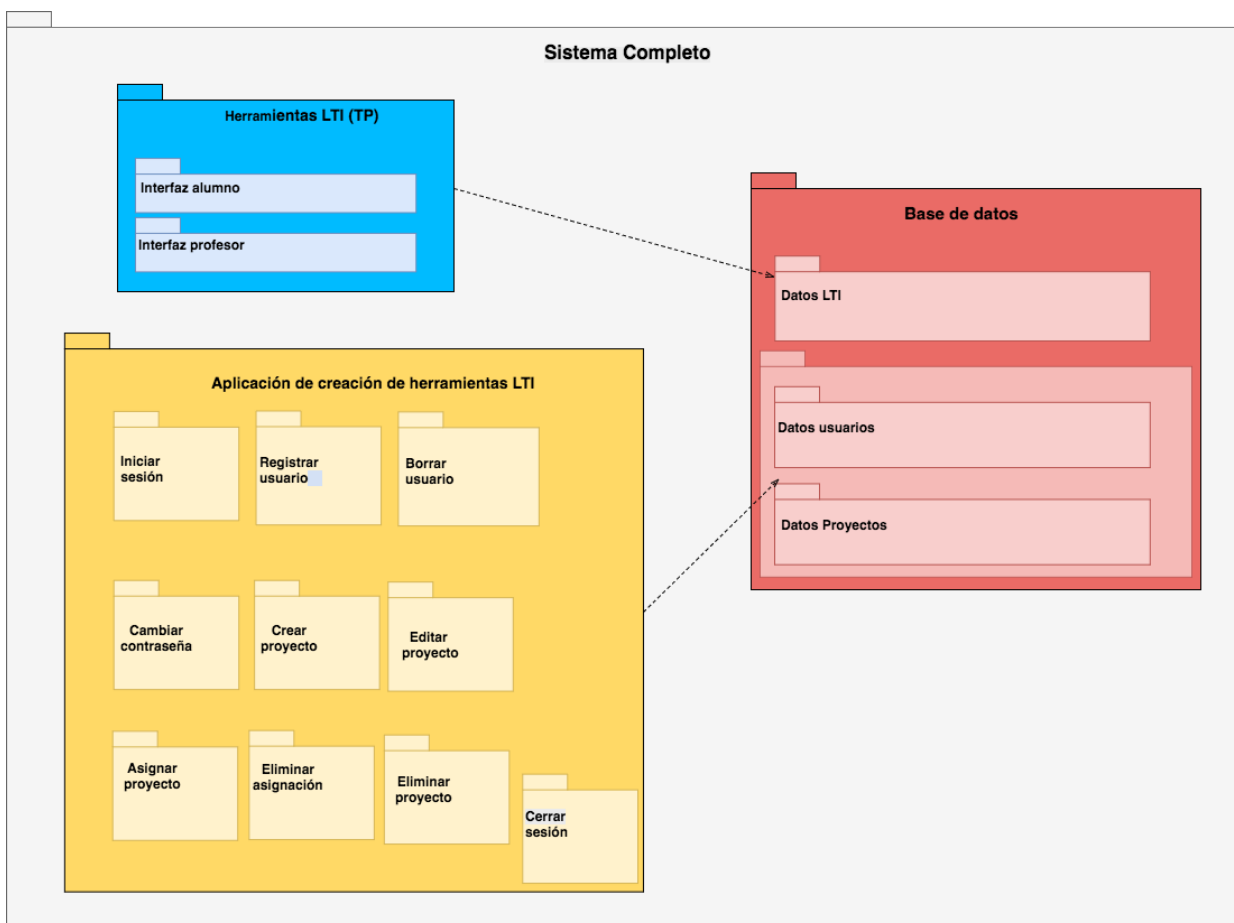 Sistema Completo
Herramientas LTI (TP)
Interfaz alumno
Interfaz profesor
Base de datos
Datos LTI
Datos usuarios
Datos Proyectos
Aplicación de creación de herramientas LTI
Iniciar
sesión
Registrar
usuario
Borrar
usuario
Cambiar
contraseña
Crear
proyecto
Editar
proyecto
Asignar
proyecto
Eliminar
asignación
Eliminar
proyecto
Cerrar
sesión